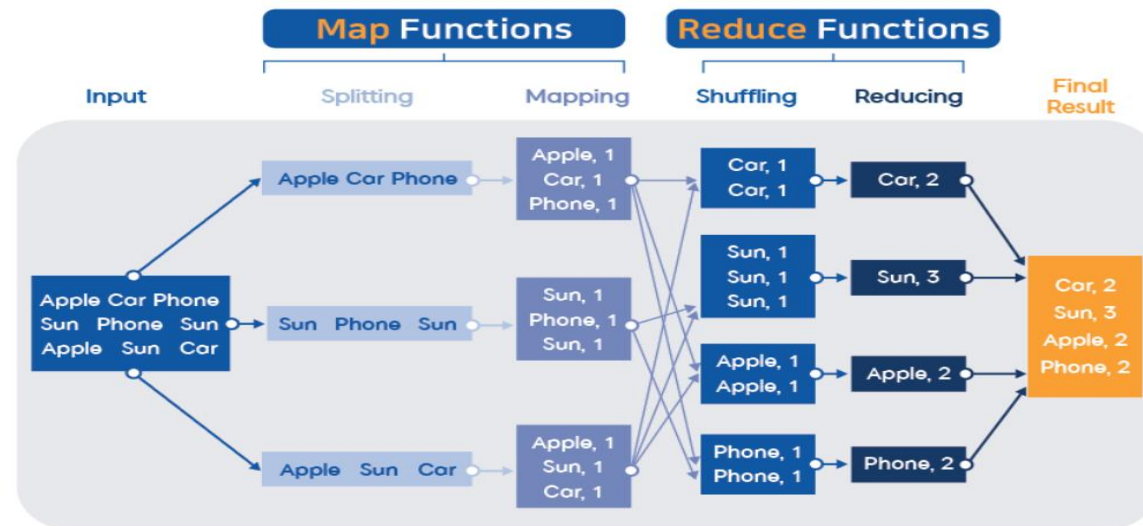 Map Functions
Reduce Functions
Input
Splitting
Mapping
Shuffling
Reducing
Final
Result
Apple Car Phone
Sun Phone Sun
Apple Sun Car
Apple Car Phone
Sun Phone Sun
Apple Sun Car
Apple, 1
Car, 1
Phone, 1
Sun, 1
Phone, 1
Sun, 1
Apple, 1
Sun, 1
Car, 1
Car, 1
Car, 1
Sun, 1
Sun, 1
Sun, 1
Apple, 1
Apple, 1
Phone, 1
Phone, 1
Car, 2
Sun, 3
Apple, 2
Phone, 2
Car, 2
Sun, 3
Apple, 2
Phone, 2